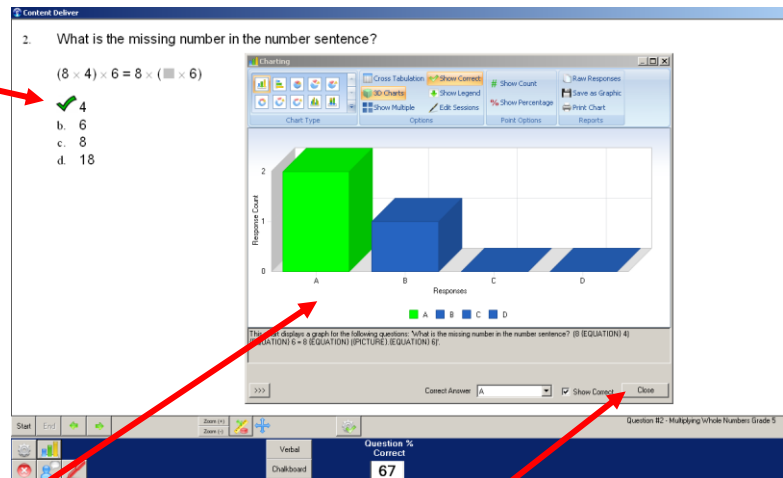 Content Deliver
2. What is the missing number in the number sentence?
(8 × 4) × 6 = 8 × (■ × 6)
4
b. 6
c. 8
d. 18
Charting
Cross Tabulation Show Correct
3D Charts Show Legend
Show Multiple Edit Sessions
# Show Count
% Show Percentage
Raw Responses
Save as Graphic
Print Chart
Chart Type Options Point Options Reports
Response Count
2
1
0
A B C D
Responses
A B C D
This chart displays a graph for the following questions: 'What is the missing number in the number sentence? (8 {EQUATION} 4)
{EQUATION} 6 = 8 {EQUATION} ({PICTURE} {EQUATION} 6)'.
>>> Correct Answer A Show Correct Close
Start End Zoom (+)
Zoom (-)
Question #2 - Multiplying Whole Numbers Grade 5
Verbal
Chalkboard
Question %
Correct
67